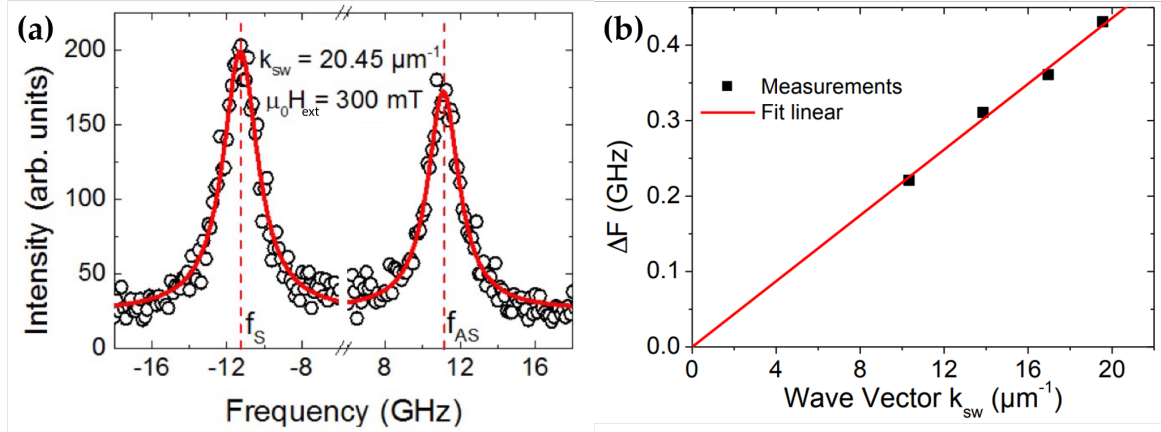 (a)
200
150
100
50
0
k_sw = 20.45 µm⁻¹
µ₀H_ext = 300 mT
f_S
f_AS
-16
-12
-8
8
12
16
Intensity (arb. units)
Frequency (GHz)
(b)
0.4
0.3
0.2
0.1
0.0
Measurements
Fit linear
0
4
8
12
16
20
ΔF (GHz)
Wave Vector k_sw (µm⁻¹)